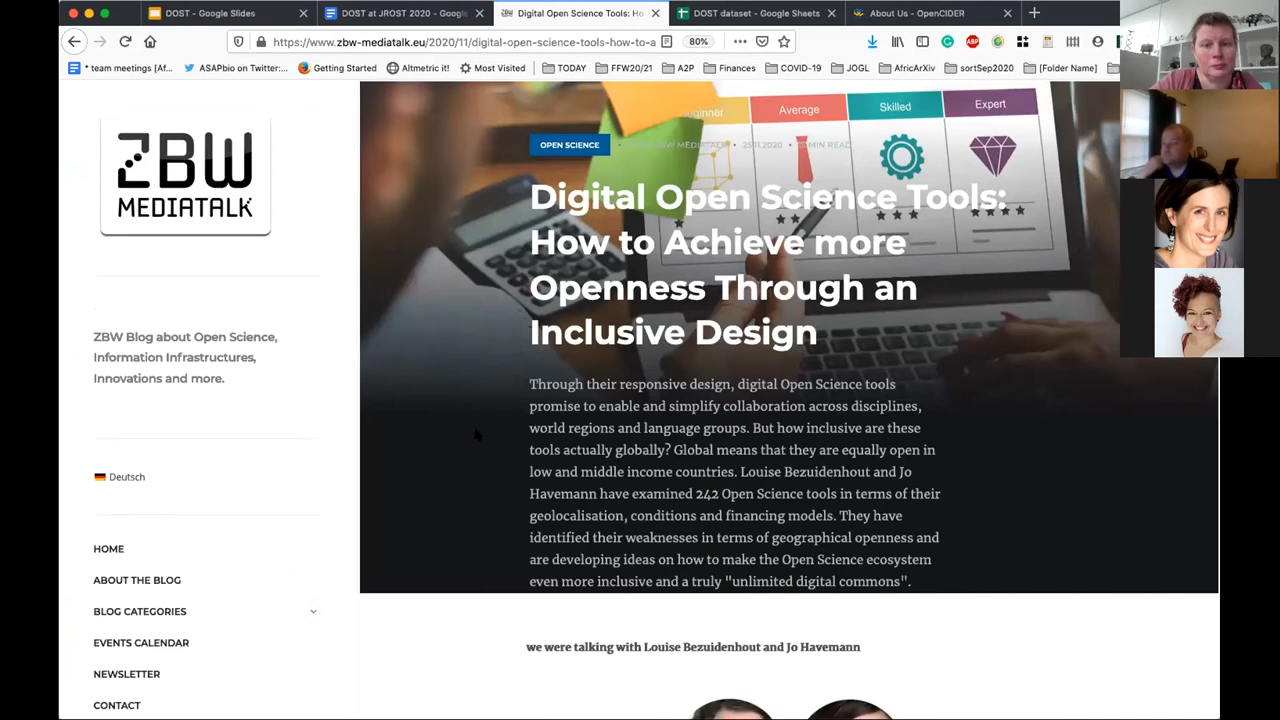 DOST - Google Slides
DOST at JROST 2020 - Google
Digital Open Science Tools: Ho
DOST dataset - Google Sheets
About Us - OpenCIDER
https://www.zbw-mediatalk.eu/2020/11/digital-open-science-tools-how-to-a
80%
* team meetings [Af...
ASAPbio on Twitter:...
Getting Started
Altmetric it!
Most Visited
TODAY
FFW20/21
A2P
Finances
COVID-19
JOGL
AfricArXiv
sortSep2020
[Folder Name]
ZBW
MEDIATALK
ZBW Blog about Open Science,
Information Infrastructures,
Innovations and more.
Deutsch
HOME
ABOUT THE BLOG
BLOG CATEGORIES
EVENTS CALENDAR
NEWSLETTER
CONTACT
Average
Skilled
Expert
OPEN SCIENCE
MIN READ
Digital Open Science Tools:
How to Achieve more
Openness Through an
Inclusive Design
Through their responsive design, digital Open Science tools
promise to enable and simplify collaboration across disciplines,
world regions and language groups. But how inclusive are these
tools actually globally? Global means that they are equally open in
low and middle income countries. Louise Bezuidenhout and Jo
Havemann have examined 242 Open Science tools in terms of their
geolocalisation, conditions and financing models. They have
identified their weaknesses in terms of geographical openness and
are developing ideas on how to make the Open Science ecosystem
even more inclusive and a truly "unlimited digital commons".
we were talking with Louise Bezuidenhout and Jo Havemann